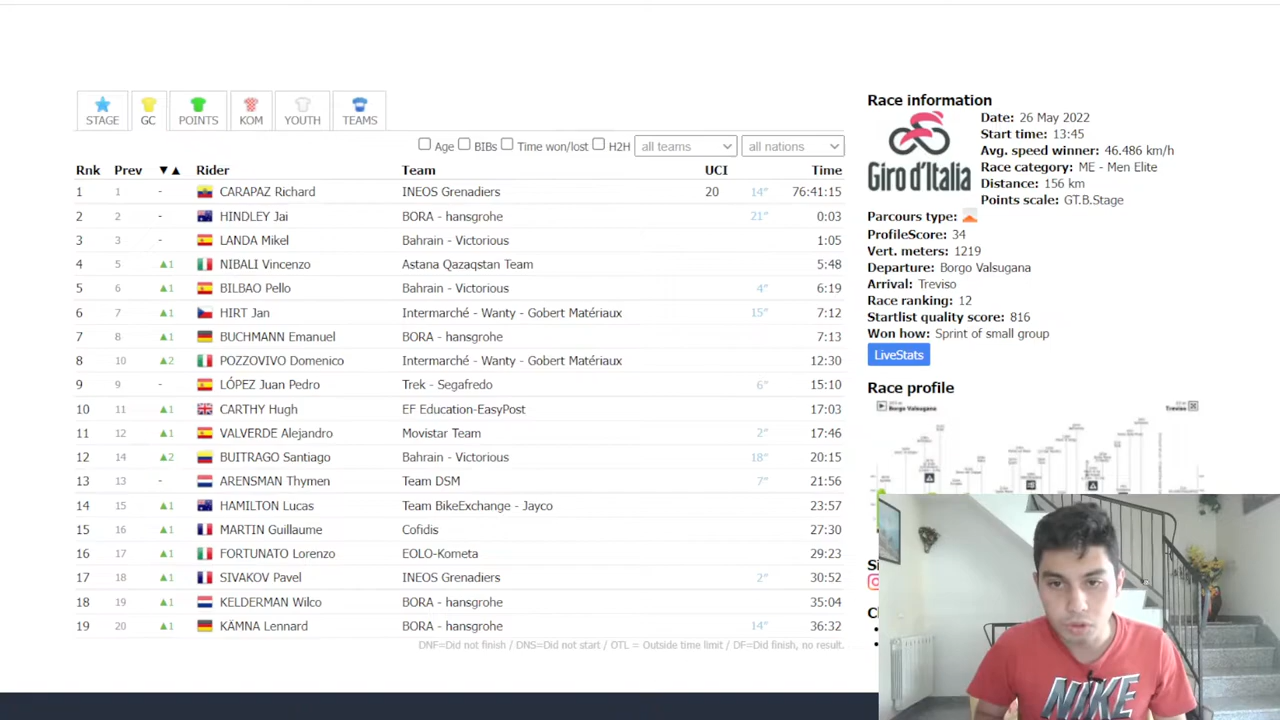 STAGE GC POINTS KOM YOUTH TEAMS
Age BIBs Time won/lost H2H all teams all nations
Rnk Prev ▼▲ Rider Team UCI Time
1 1 - CARAPAZ Richard INEOS Grenadiers 20 14″ 76:41:15
2 2 - HINDLEY Jai BORA - hansgrohe 21″ 0:03
3 3 - LANDA Mikel Bahrain - Victorious 1:05
4 5 ▲1 NIBALI Vincenzo Astana Qazaqstan Team 5:48
5 6 ▲1 BILBAO Pello Bahrain - Victorious 4″ 6:19
6 7 ▲1 HIRT Jan Intermarché - Wanty - Gobert Matériaux 15″ 7:12
7 8 ▲1 BUCHMANN Emanuel BORA - hansgrohe 7:13
8 10 ▲2 POZZOVIVO Domenico Intermarché - Wanty - Gobert Matériaux 12:30
9 9 - LÓPEZ Juan Pedro Trek - Segafredo 6″ 15:10
10 11 ▲1 CARTHY Hugh EF Education-EasyPost 17:03
11 12 ▲1 VALVERDE Alejandro Movistar Team 2″ 17:46
12 14 ▲2 BUITRAGO Santiago Bahrain - Victorious 18″ 20:15
13 13 - ARENSMAN Thymen Team DSM 7″ 21:56
14 15 ▲1 HAMILTON Lucas Team BikeExchange - Jayco 23:57
15 16 ▲1 MARTIN Guillaume Cofidis 27:30
16 17 ▲1 FORTUNATO Lorenzo EOLO-Kometa 29:23
17 18 ▲1 SIVAKOV Pavel INEOS Grenadiers 2″ 30:52
18 19 ▲1 KELDERMAN Wilco BORA - hansgrohe 35:04
19 20 ▲1 KÄMNA Lennard BORA - hansgrohe 14″ 36:32
DNF=Did not finish / DNS=Did not start / OTL = Outside time limit / DF=Did finish, no result.
Race information
Giro d'Italia
Date: 26 May 2022
Start time: 13:45
Avg. speed winner: 46.486 km/h
Race category: ME - Men Elite
Distance: 156 km
Points scale: GT.B.Stage
Parcours type:
ProfileScore: 34
Vert. meters: 1219
Departure: Borgo Valsugana
Arrival: Treviso
Race ranking: 12
Startlist quality score: 816
Won how: Sprint of small group
LiveStats
Race profile
Borgo Valsugana
Treviso
NIKE